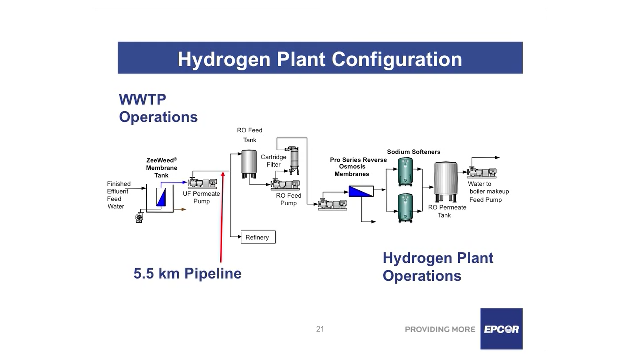 Hydrogen Plant Configuration
WWTP
Operations
RO Feed
Tank
ZeeWeed®
Membrane
Tank
Cartridge
Filter
Pro Series Reverse
Osmosis
Membranes
Sodium Softeners
Finished
Effluent
Feed
Water
UF Permeate
Pump
RO Feed
Pump
RO Permeate
Tank
Water to
boiler makeup
Feed Pump
Refinery
5.5 km Pipeline
Hydrogen Plant
Operations
21
PROVIDING MORE
EPCOR